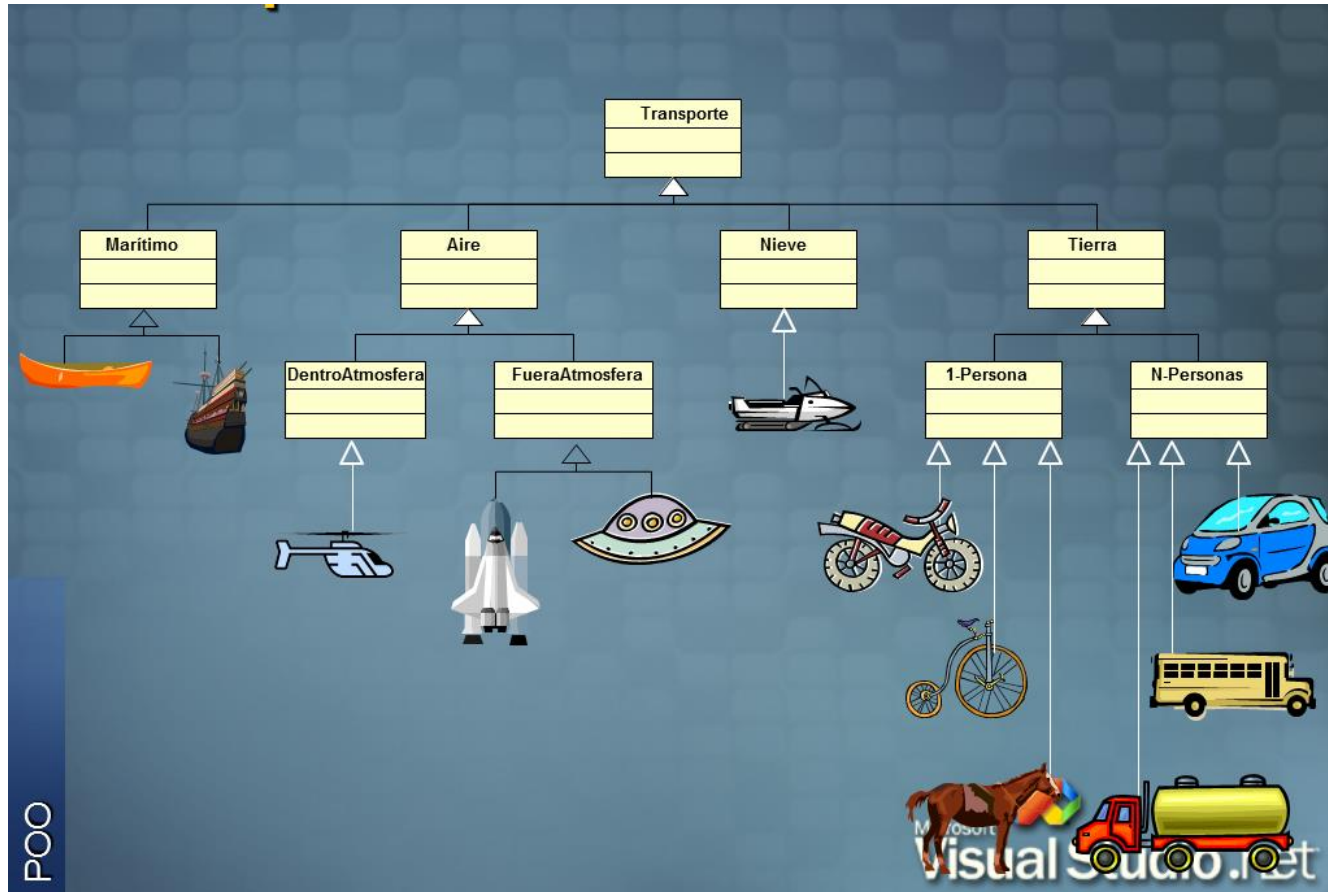 Transporte
Marítimo
Aire
Nieve
Tierra
DentroAtmosfera
FueraAtmosfera
1-Persona
N-Personas
POO
Microsoft
Visual Studio .net